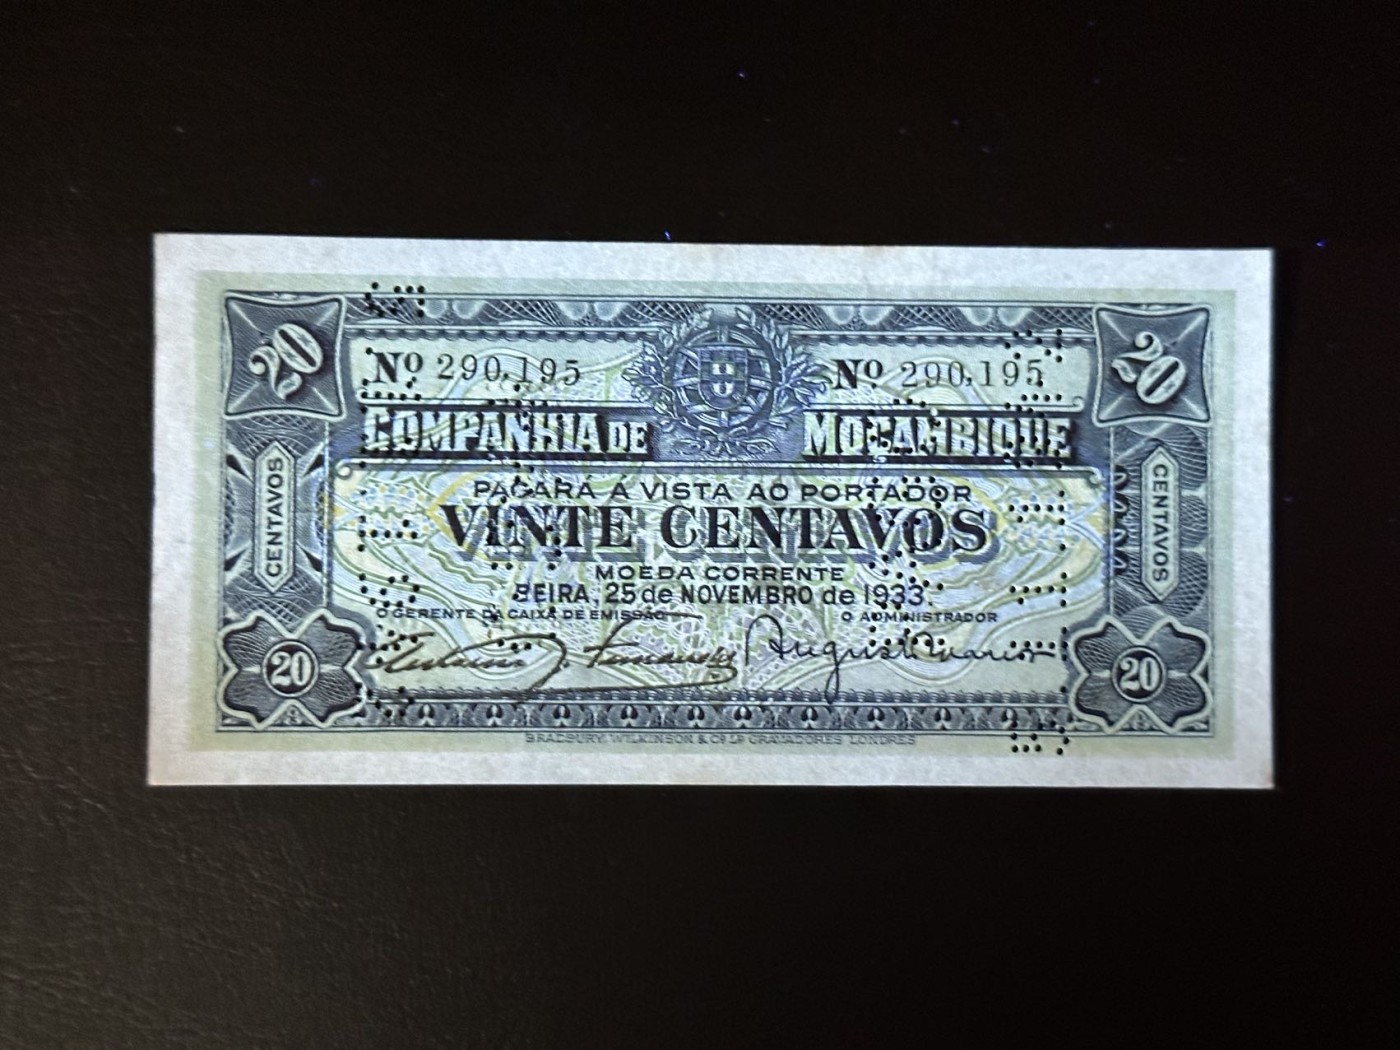 20
20
Nº 290,195
Nº 290,195
COMPANHIA DE MOÇAMBIQUE
CENTAVOS
CENTAVOS
PAGARÁ Á VISTA AO PORTADOR
VINTE CENTAVOS
MOEDA CORRENTE
BEIRA, 25 de NOVEMBRO de 1933.
O GERENTE DA CAIXA DE EMISSÃO
O ADMINISTRADOR
20
20
BRADBURY, WILKINSON & Cº Lᴰ GRAVADORES LONDRES